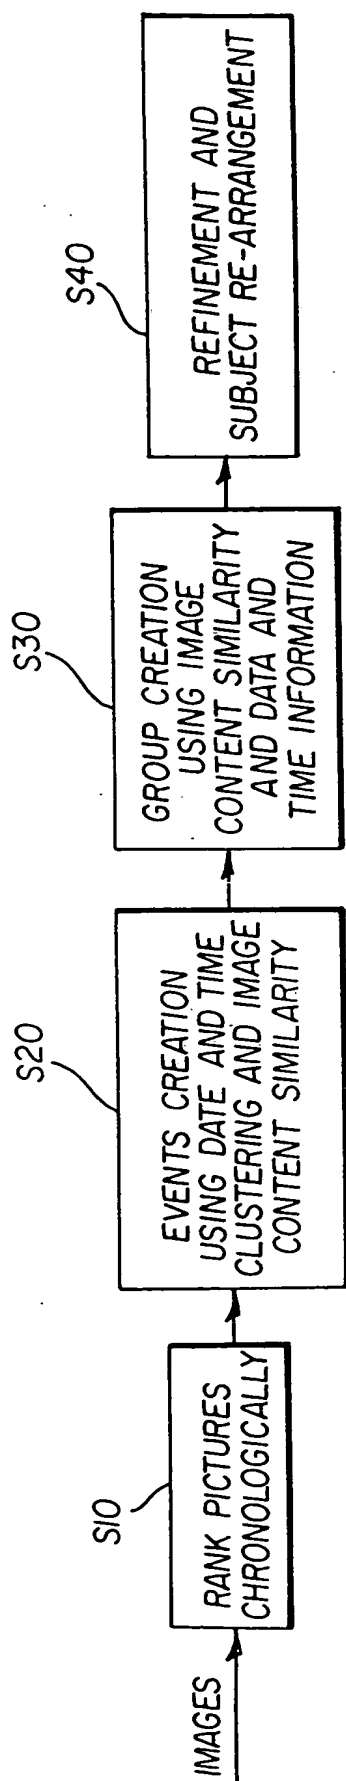 IMAGES
S10
RANK PICTURES
CHRONOLOGICALLY
S20
EVENTS CREATION
USING DATE AND TIME
CLUSTERING AND IMAGE
CONTENT SIMILARITY
S30
GROUP CREATION
USING IMAGE
CONTENT SIMILARITY
AND DATA AND
TIME INFORMATION
S40
REFINEMENT AND
SUBJECT RE-ARRANGEMENT